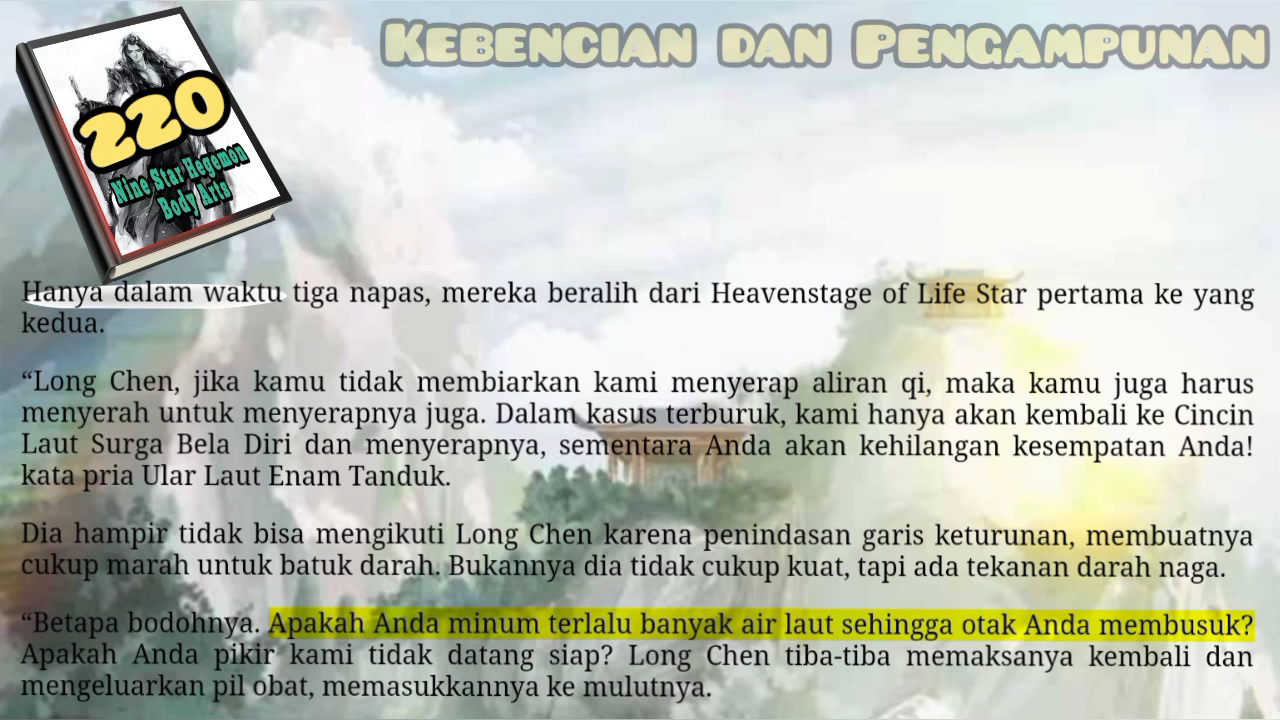 Kebencian dan Pengampunan
220
Nine Star Hegemon
Body Arts
Hanya dalam waktu tiga napas, mereka beralih dari Heavenstage of Life Star pertama ke yang
kedua.
“Long Chen, jika kamu tidak membiarkan kami menyerap aliran qi, maka kamu juga harus
menyerah untuk menyerapnya juga. Dalam kasus terburuk, kami hanya akan kembali ke Cincin
Laut Surga Bela Diri dan menyerapnya, sementara Anda akan kehilangan kesempatan Anda!
kata pria Ular Laut Enam Tanduk.
Dia hampir tidak bisa mengikuti Long Chen karena penindasan garis keturunan, membuatnya
cukup marah untuk batuk darah. Bukannya dia tidak cukup kuat, tapi ada tekanan darah naga.
“Betapa bodohnya. Apakah Anda minum terlalu banyak air laut sehingga otak Anda membusuk?
Apakah Anda pikir kami tidak datang siap? Long Chen tiba-tiba memaksanya kembali dan
mengeluarkan pil obat, memasukkannya ke mulutnya.